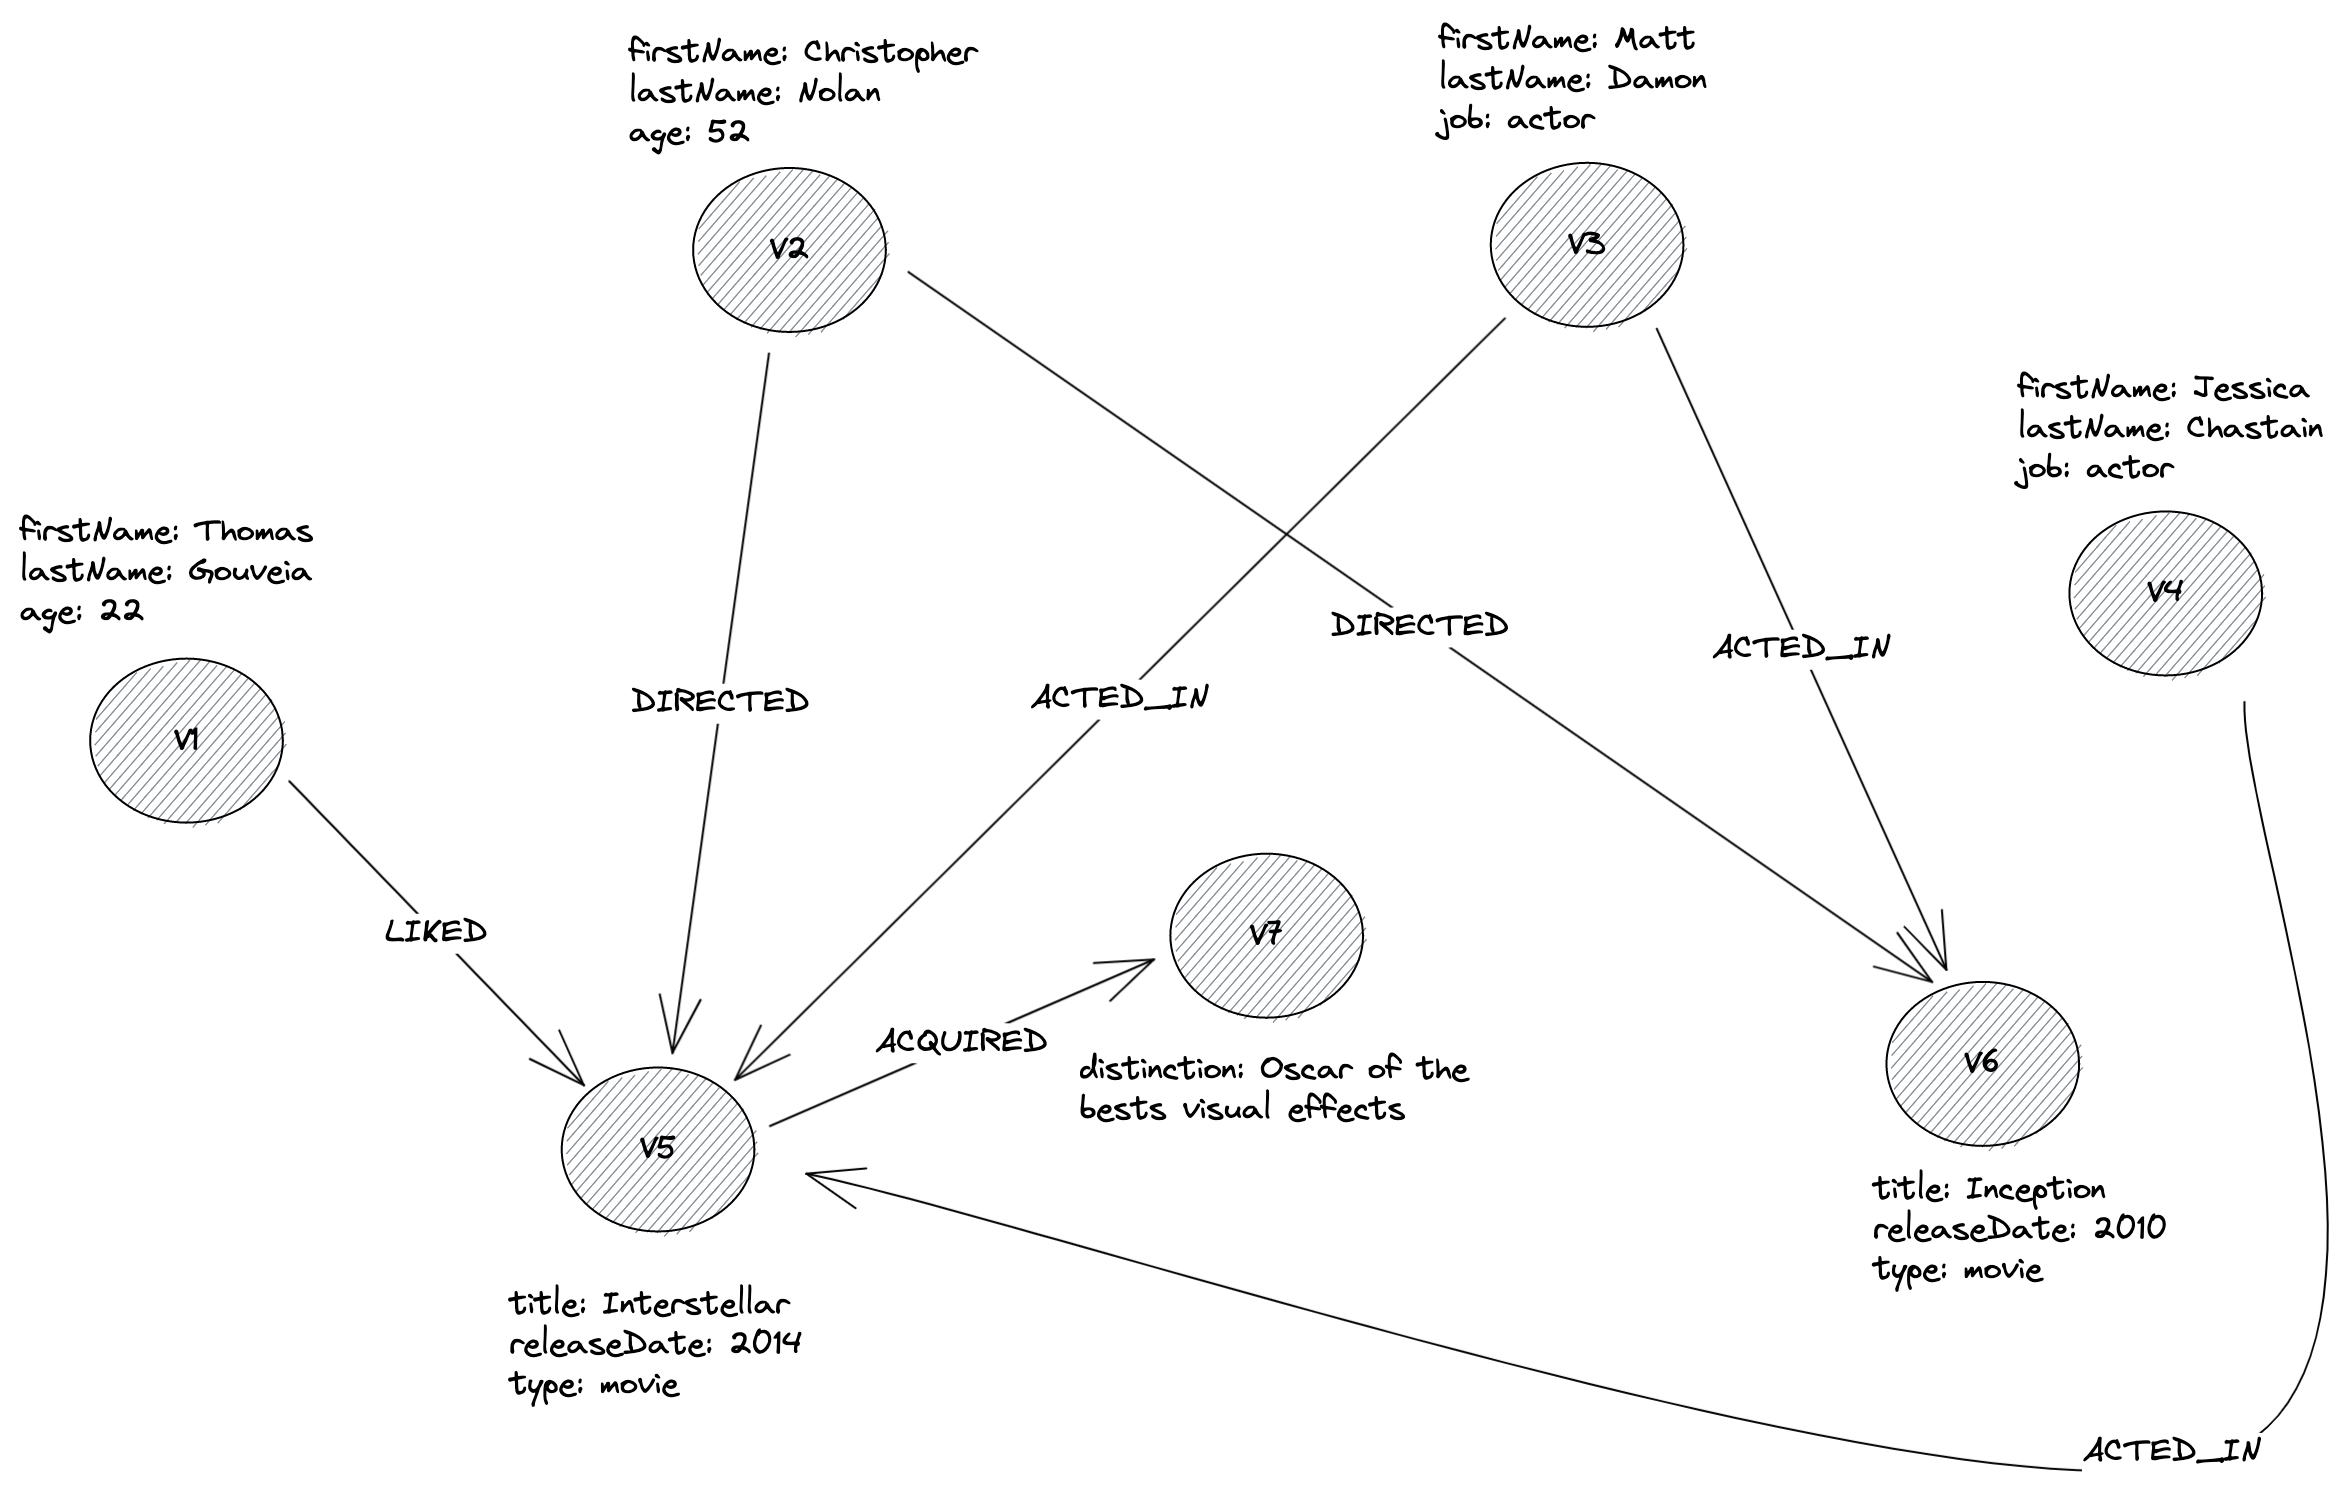 firstName: Christopher
lastName: Nolan
age: 52
firstName: Matt
lastName: Damon
job: actor
V2
V3
firstName: Jessica
lastName: Chastain
job: actor
firstName: Thomas
lastName: Gouveia
age: 22
V4
DIRECTED
ACTED_IN
DIRECTED
ACTED_IN
V1
LIKED
V7
ACQUIRED
distinction: Oscar of the
bests visual effects
V6
V5
title: Inception
releaseDate: 2010
type: movie
title: Interstellar
releaseDate: 2014
type: movie
ACTED_IN